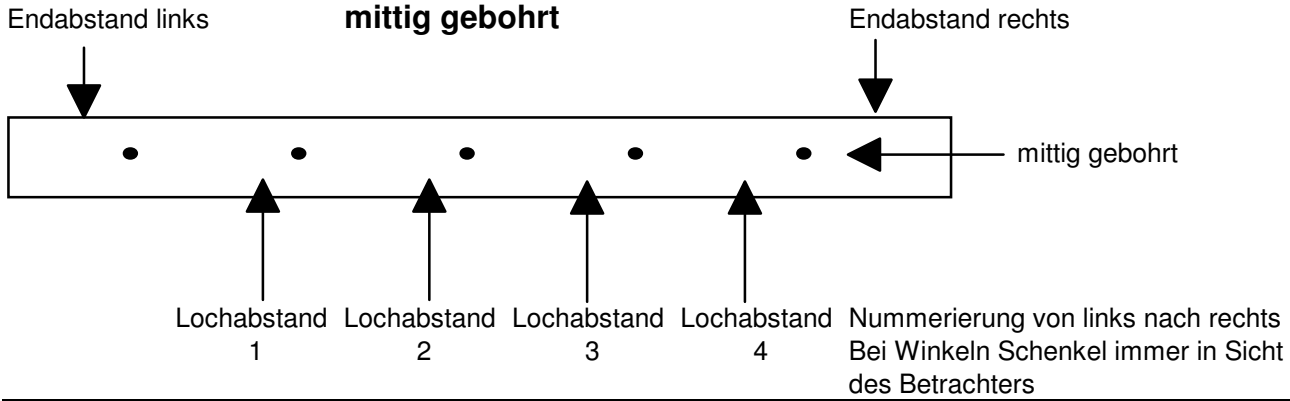 Endabstand links
mittig gebohrt
Endabstand rechts
mittig gebohrt
Lochabstand 1
Lochabstand 2
Lochabstand 3
Lochabstand 4
Nummerierung von links nach rechts
Bei Winkeln Schenkel immer in Sicht
des Betrachters